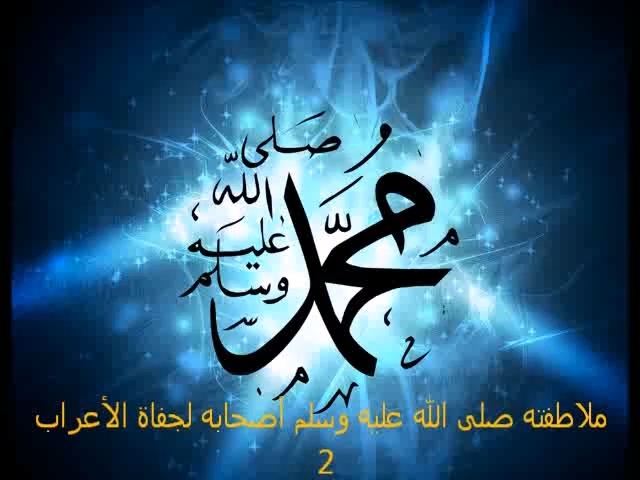 محمد
صلى
الله
عليه
وسلم
ملاطفته صلى الله عليه وسلم أصحابه لجفاة الأعراب
2